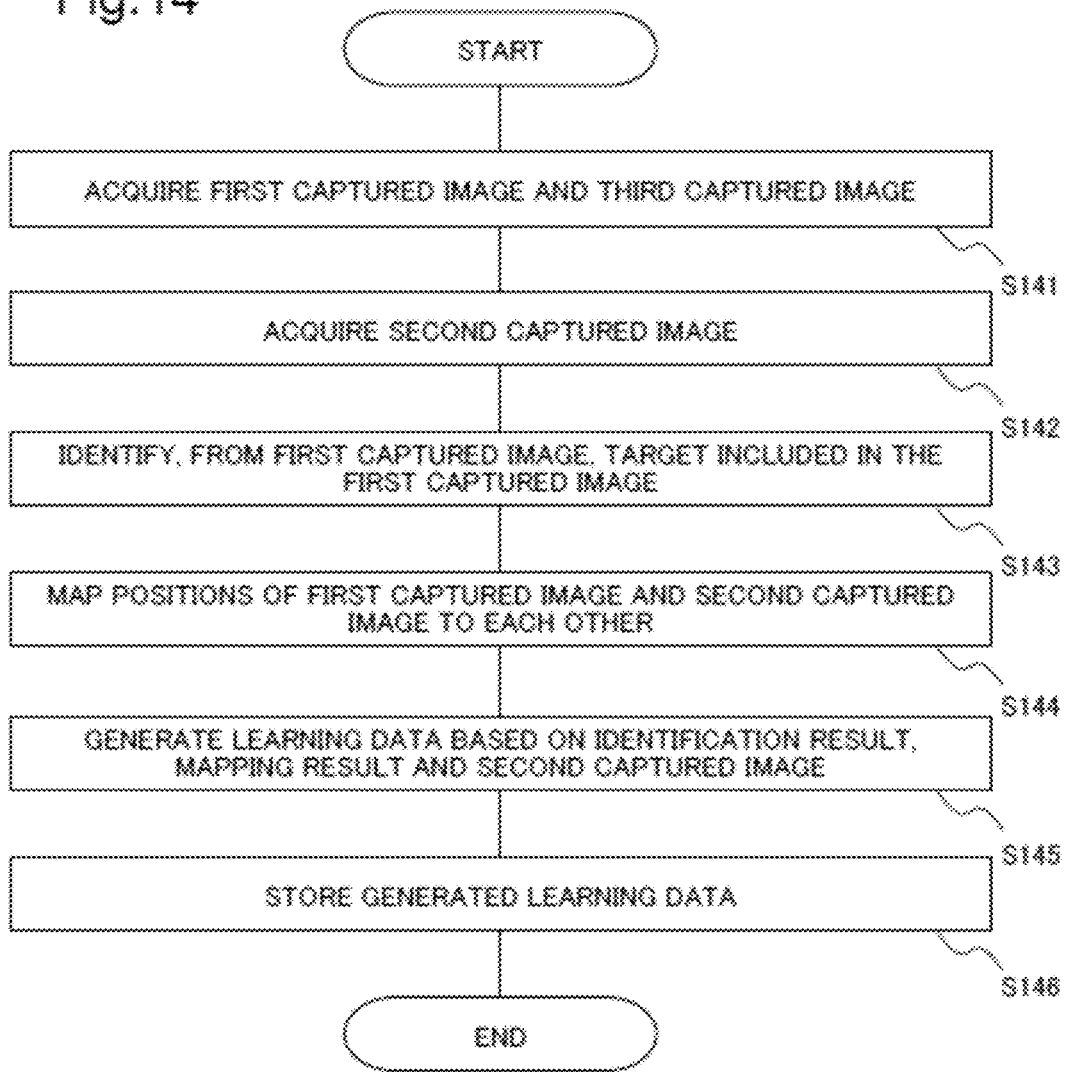 Fig.14
START
ACQUIRE FIRST CAPTURED IMAGE AND THIRD CAPTURED IMAGE
S141
ACQUIRE SECOND CAPTURED IMAGE
S142
IDENTIFY, FROM FIRST CAPTURED IMAGE, TARGET INCLUDED IN THE
FIRST CAPTURED IMAGE
S143
MAP POSITIONS OF FIRST CAPTURED IMAGE AND SECOND CAPTURED
IMAGE TO EACH OTHER
S144
GENERATE LEARNING DATA BASED ON IDENTIFICATION RESULT,
MAPPING RESULT AND SECOND CAPTURED IMAGE
S145
STORE GENERATED LEARNING DATA
S146
END